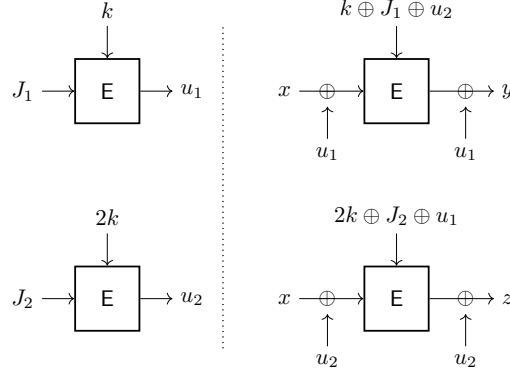 k
J₁ E u₁
k ⊕ J₁ ⊕ u₂
x ⊕ E ⊕ y
u₁ u₁
2k
J₂ E u₂
2k ⊕ J₂ ⊕ u₁
x ⊕ E ⊕ z
u₂ u₂